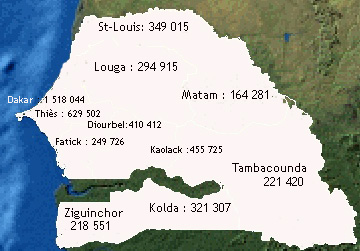 St-Louis: 349 015
Louga : 294 915
Matam : 164 281
Dakar :1 518 044
Thiès : 629 502
Diourbel:410 412
Fatick : 249 726
Kaolack :455 725
Tambacounda
221 420
Kolda : 321 307
Ziguinchor
218 551